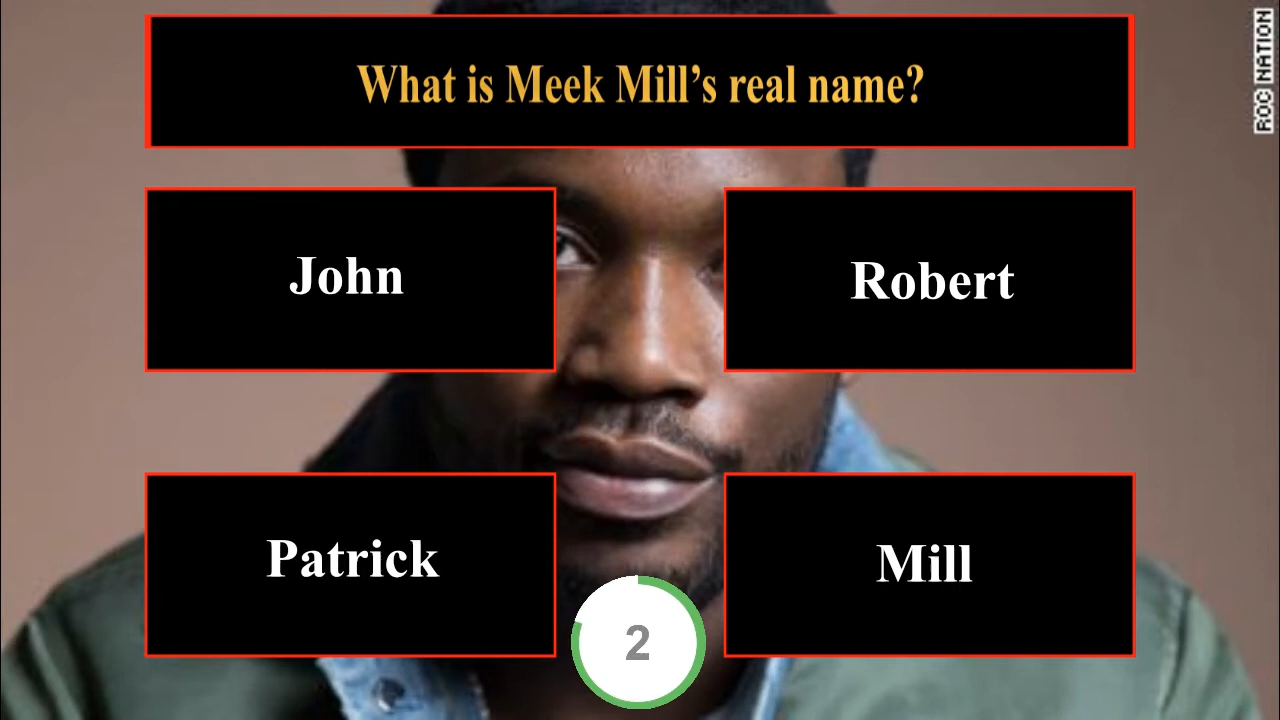 What is Meek Mill’s real name?
John
Robert
Patrick
Mill
2
ROC NATION